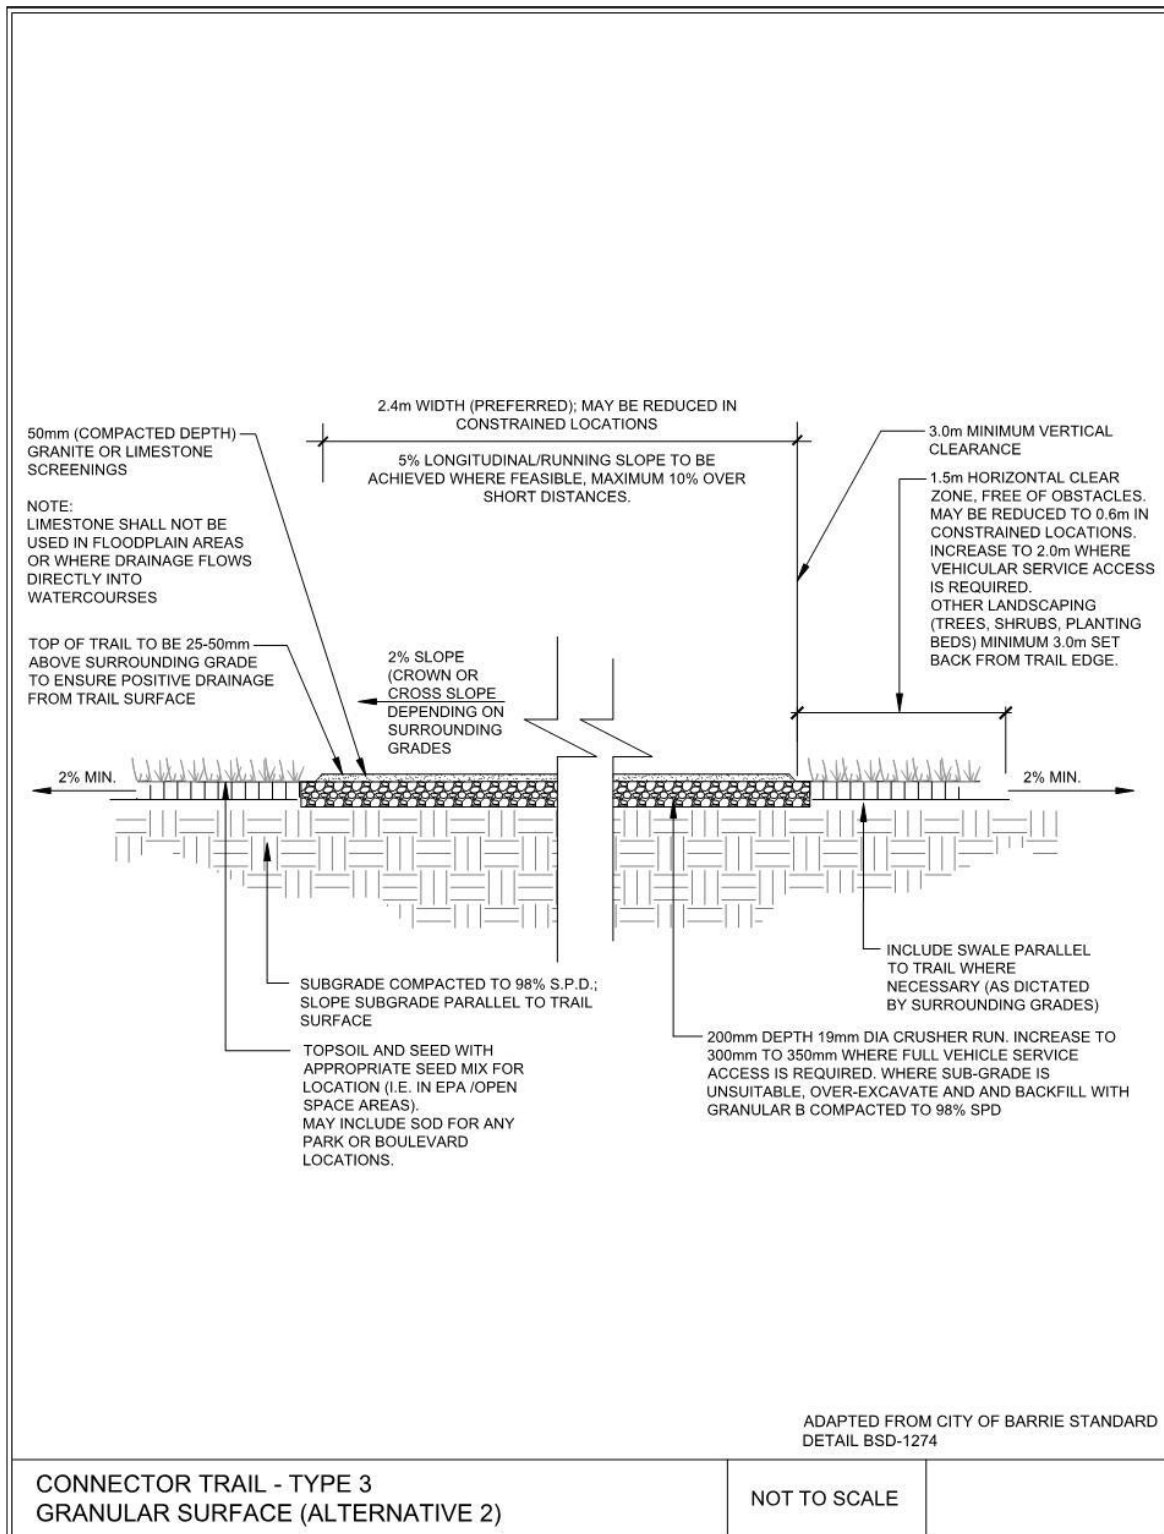 2.4m WIDTH (PREFERRED); MAY BE REDUCED IN
CONSTRAINED LOCATIONS
5% LONGITUDINAL/RUNNING SLOPE TO BE
ACHIEVED WHERE FEASIBLE, MAXIMUM 10% OVER
SHORT DISTANCES.
50mm (COMPACTED DEPTH)
GRANITE OR LIMESTONE
SCREENINGS
NOTE:
LIMESTONE SHALL NOT BE
USED IN FLOODPLAIN AREAS
OR WHERE DRAINAGE FLOWS
DIRECTLY INTO
WATERCOURSES
TOP OF TRAIL TO BE 25-50mm
ABOVE SURROUNDING GRADE
TO ENSURE POSITIVE DRAINAGE
FROM TRAIL SURFACE
2% SLOPE
(CROWN OR
CROSS SLOPE
DEPENDING ON
SURROUNDING
GRADES
3.0m MINIMUM VERTICAL
CLEARANCE
1.5m HORIZONTAL CLEAR
ZONE, FREE OF OBSTACLES.
MAY BE REDUCED TO 0.6m IN
CONSTRAINED LOCATIONS.
INCREASE TO 2.0m WHERE
VEHICULAR SERVICE ACCESS
IS REQUIRED.
OTHER LANDSCAPING
(TREES, SHRUBS, PLANTING
BEDS) MINIMUM 3.0m SET
BACK FROM TRAIL EDGE.
2% MIN.
2% MIN.
SUBGRADE COMPACTED TO 98% S.P.D.;
SLOPE SUBGRADE PARALLEL TO TRAIL
SURFACE
TOPSOIL AND SEED WITH
APPROPRIATE SEED MIX FOR
LOCATION (I.E. IN EPA /OPEN
SPACE AREAS).
MAY INCLUDE SOD FOR ANY
PARK OR BOULEVARD
LOCATIONS.
INCLUDE SWALE PARALLEL
TO TRAIL WHERE
NECESSARY (AS DICTATED
BY SURROUNDING GRADES)
200mm DEPTH 19mm DIA CRUSHER RUN. INCREASE TO
300mm TO 350mm WHERE FULL VEHICLE SERVICE
ACCESS IS REQUIRED. WHERE SUB-GRADE IS
UNSUITABLE, OVER-EXCAVATE AND AND BACKFILL WITH
GRANULAR B COMPACTED TO 98% SPD
ADAPTED FROM CITY OF BARRIE STANDARD
DETAIL BSD-1274
CONNECTOR TRAIL - TYPE 3
GRANULAR SURFACE (ALTERNATIVE 2)
NOT TO SCALE